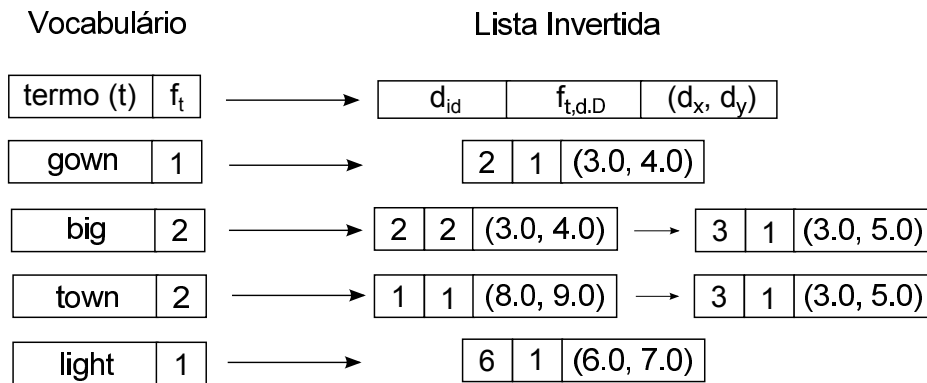 Vocabulário Lista Invertida
termo (t) f_t d_id f_t,d.D (d_x, d_y)
gown 1 2 1 (3.0, 4.0)
big 2 2 2 (3.0, 4.0) 3 1 (3.0, 5.0)
town 2 1 1 (8.0, 9.0) 3 1 (3.0, 5.0)
light 1 6 1 (6.0, 7.0)